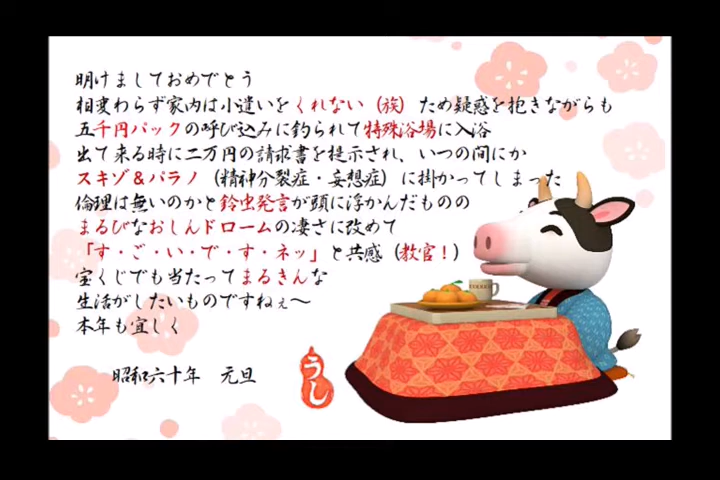 明けましておめでとう
相変わらず家内は小遣いをくれない（族）ため疑惑を抱きながらも
五千円パックの呼び込みに釣られて特殊浴場に入浴
出て来る時に二万円の請求書を提示され、いつの間にか
スキゾ＆パラノ（精神分裂症・妄想症）に掛かってしまった
倫理は無いのかと鈴虫発言が頭に浮かんだものの
まるびなおしんドロームの凄さに改めて
「す・ご・い・で・す・ネッ」と共感（教官！）
宝くじでも当たってまるきんな
生活がしたいものですねぇ～
本年も宜しく
昭和六十年　元旦
うし